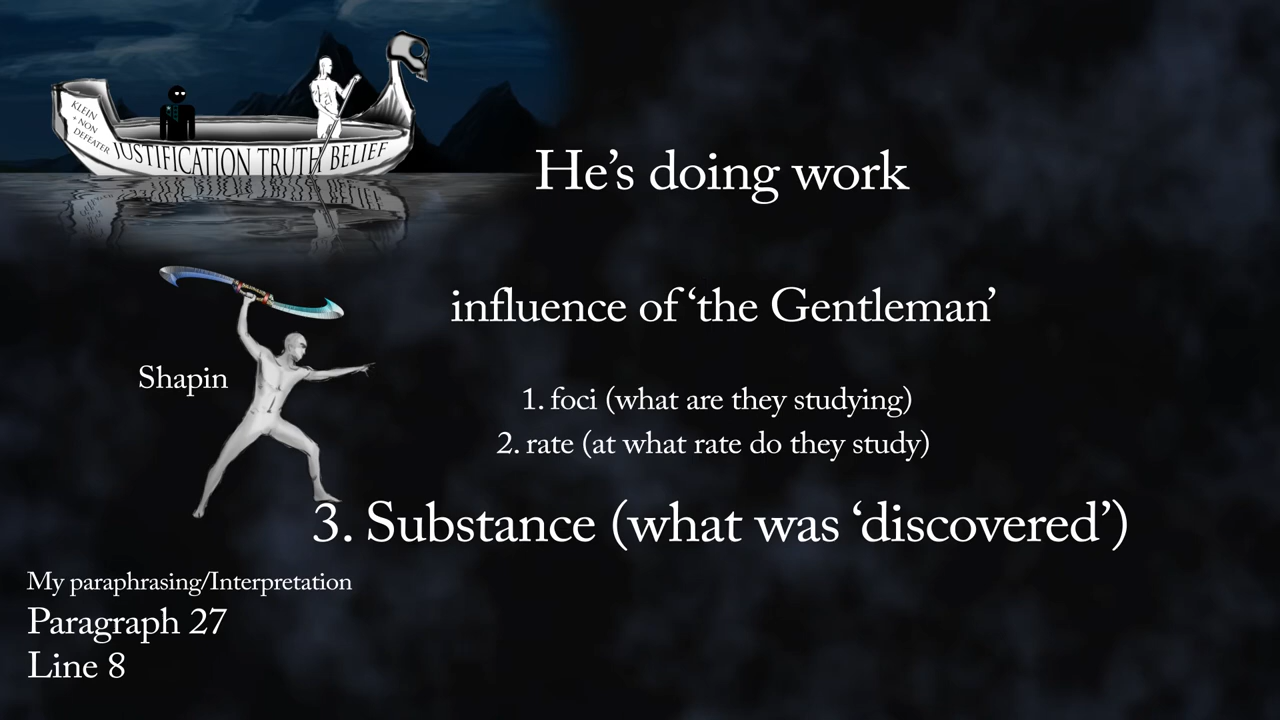 KLEIN
+ NON
DEFEATER
JUSTIFICATION TRUTH BELIEF
He's doing work
influence of 'the Gentleman'
Shapin
1. foci (what are they studying)
2. rate (at what rate do they study)
3. Substance (what was 'discovered')
My paraphrasing/Interpretation
Paragraph 27
Line 8